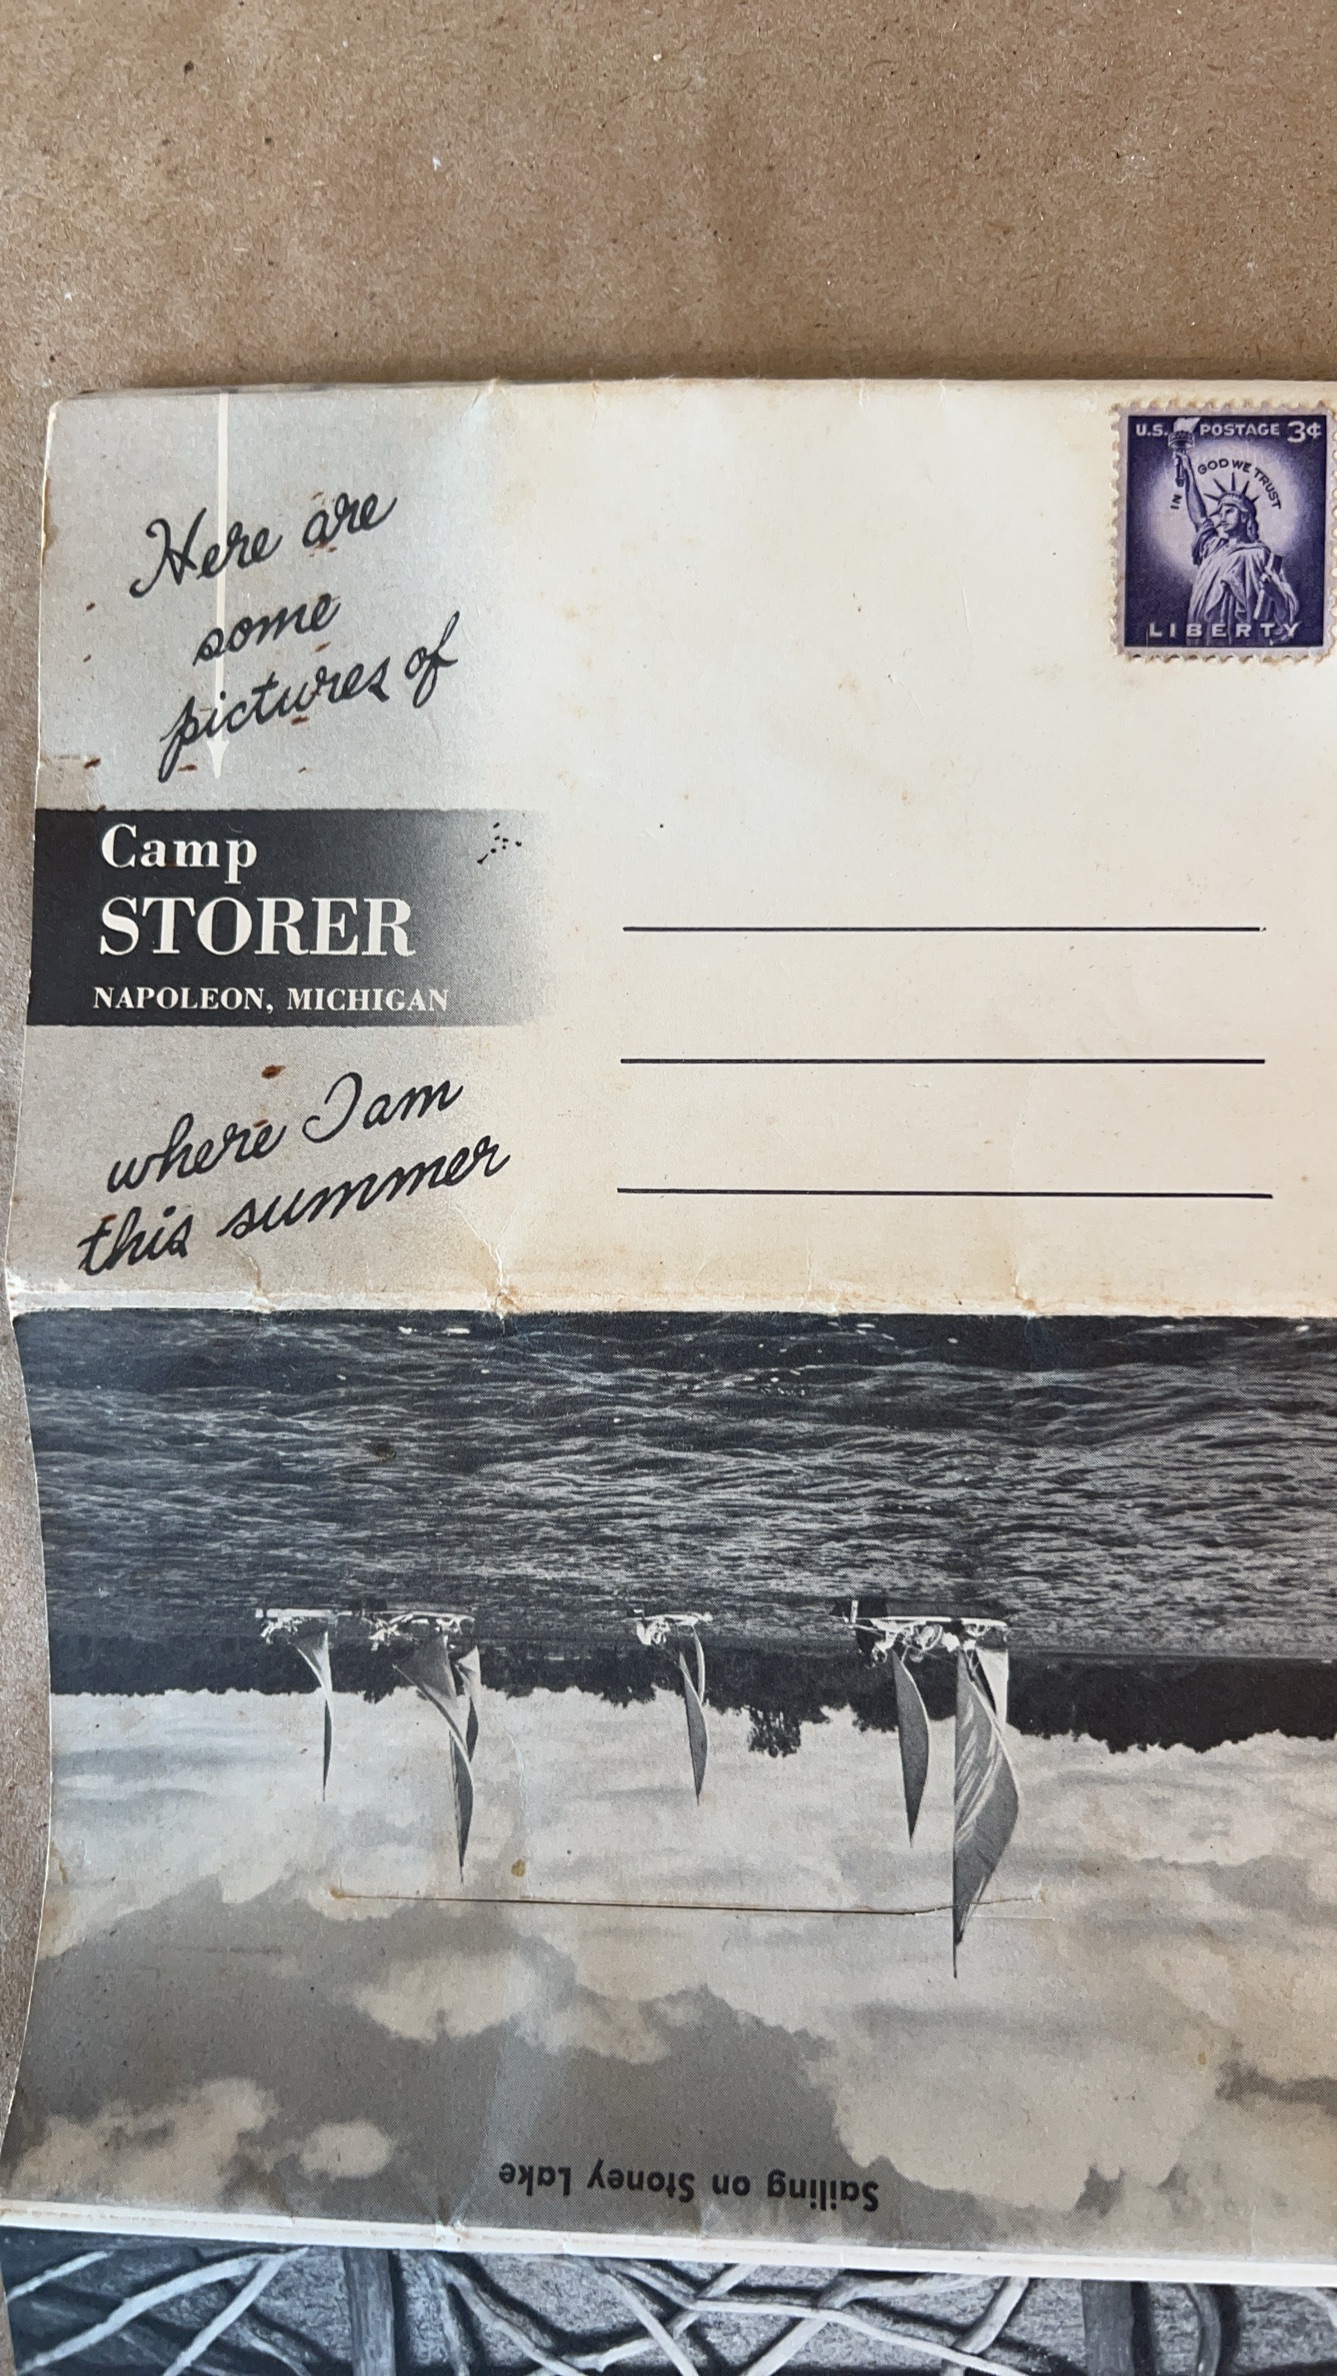 Here are
some
pictures of
Camp
STORER
NAPOLEON, MICHIGAN
where I am
this summer
U.S. POSTAGE 3¢
IN GOD WE TRUST
LIBERTY
Sailing on Stoney Lake